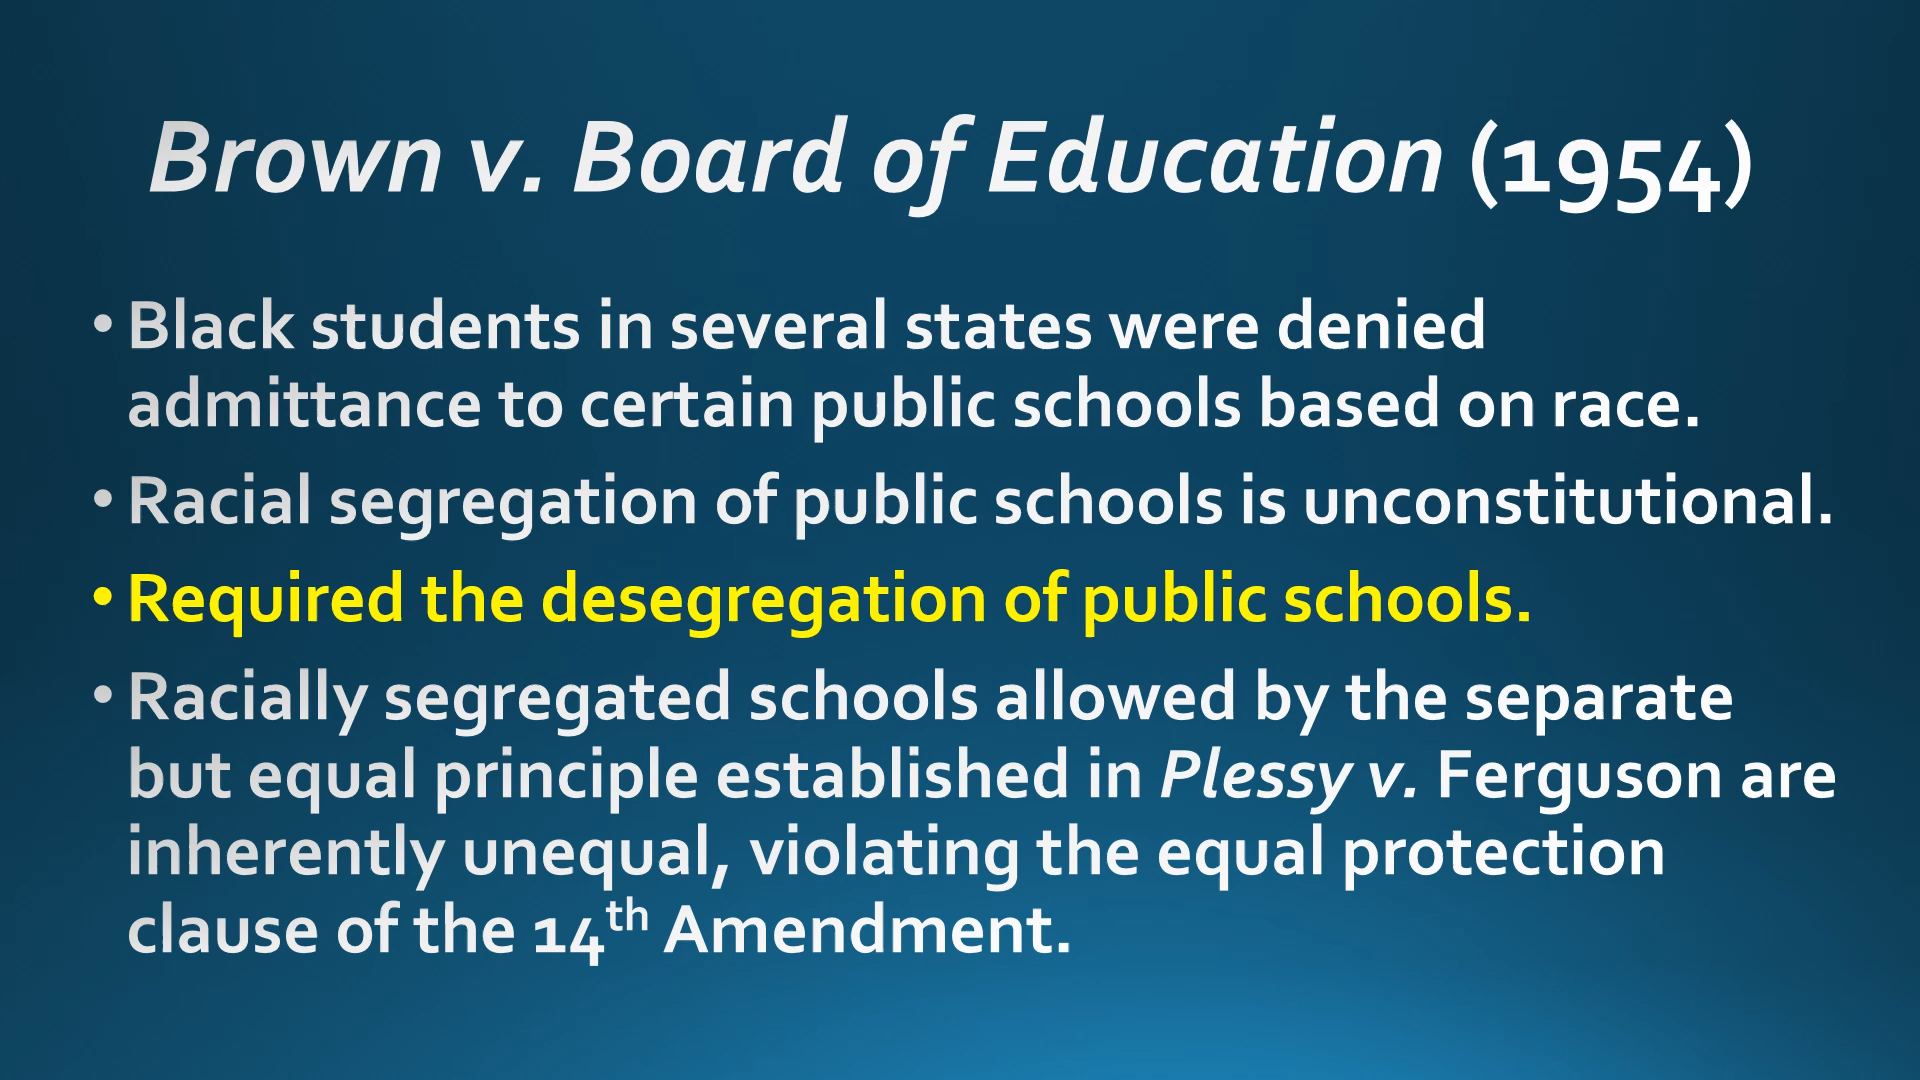 Brown v. Board of Education (1954)
• Black students in several states were denied
admittance to certain public schools based on race.
• Racial segregation of public schools is unconstitutional.
• Required the desegregation of public schools.
• Racially segregated schools allowed by the separate
but equal principle established in Plessy v. Ferguson are
inherently unequal, violating the equal protection
clause of the 14th Amendment.